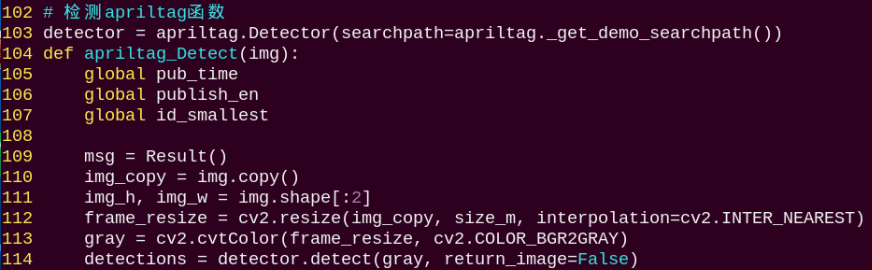 102 # 检测apriltag函数
103 detector = apriltag.Detector(searchpath=apriltag._get_demo_searchpath())
104 def apriltag_Detect(img):
105     global pub_time
106     global publish_en
107     global id_smallest
108
109     msg = Result()
110     img_copy = img.copy()
111     img_h, img_w = img.shape[:2]
112     frame_resize = cv2.resize(img_copy, size_m, interpolation=cv2.INTER_NEAREST)
113     gray = cv2.cvtColor(frame_resize, cv2.COLOR_BGR2GRAY)
114     detections = detector.detect(gray, return_image=False)